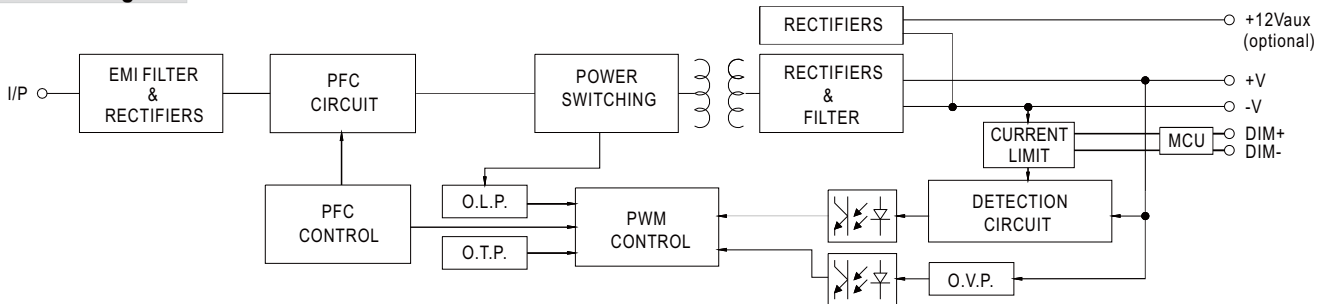 RECTIFIERS
+12Vaux
(optional)
I/P
EMI FILTER
&
RECTIFIERS
PFC
CIRCUIT
POWER
SWITCHING
RECTIFIERS
&
FILTER
+V
-V
CURRENT
LIMIT
MCU
DIM+
DIM-
PFC
CONTROL
O.L.P.
O.T.P.
PWM
CONTROL
DETECTION
CIRCUIT
O.V.P.